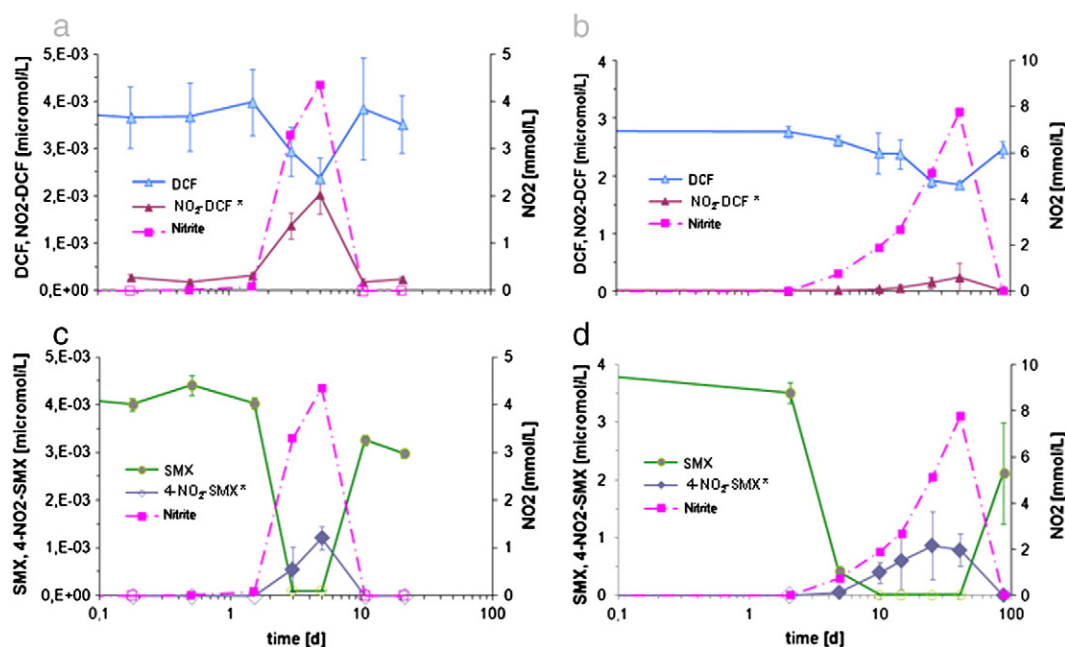 a
5,E-03
4,E-03
3,E-03
2,E-03
1,E-03
0,E+00
DCF, NO2-DCF [micromol/L]
5
4
3
2
1
0
NO2 [mmol/L]
DCF
NO2-DCF *
Nitrite
b
4
3
2
1
0
DCF, NO2-DCF [micromol/L]
10
8
6
4
2
0
NO2 [mmol/L]
DCF
NO2-DCF *
Nitrite
c
5,E-03
4,E-03
3,E-03
2,E-03
1,E-03
0,E+00
SMX, 4-NO2-SMX [micromol/L]
5
4
3
2
1
0
NO2 [mmol/L]
SMX
4-NO2-SMX*
Nitrite
0,1
1
10
100
time [d]
d
4
3
2
1
0
SMX, 4-NO2-SMX [micromol/L]
10
8
6
4
2
0
NO2 [mmol/L]
SMX
4-NO2-SMX*
Nitrite
0,1
1
10
100
time [d]